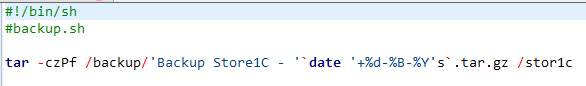 #!/bin/sh
#backup.sh
tar -czPf /backup/'Backup Store1C - '`date '+%d-%B-%Y's`.tar.gz /stor1c